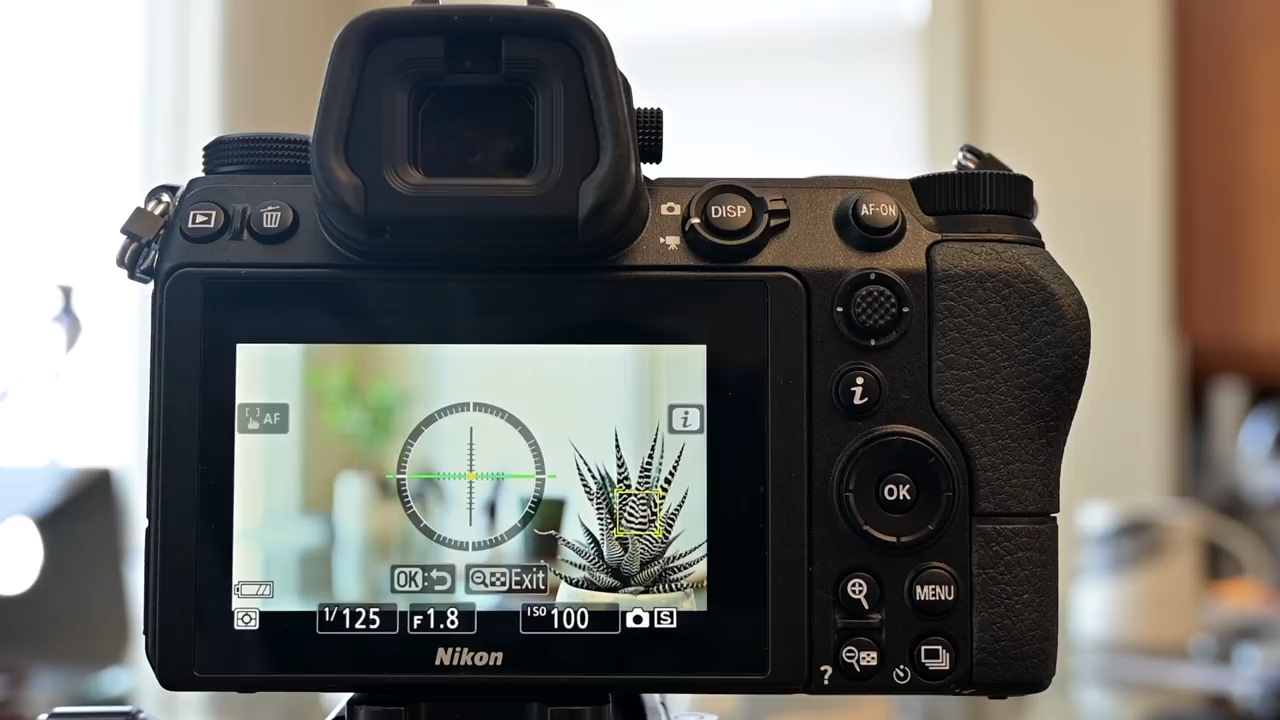 DISP
AF-ON
AF
i
i
OK
OK: Exit
1/125 F1.8 ISO 100 S
MENU
Nikon
?